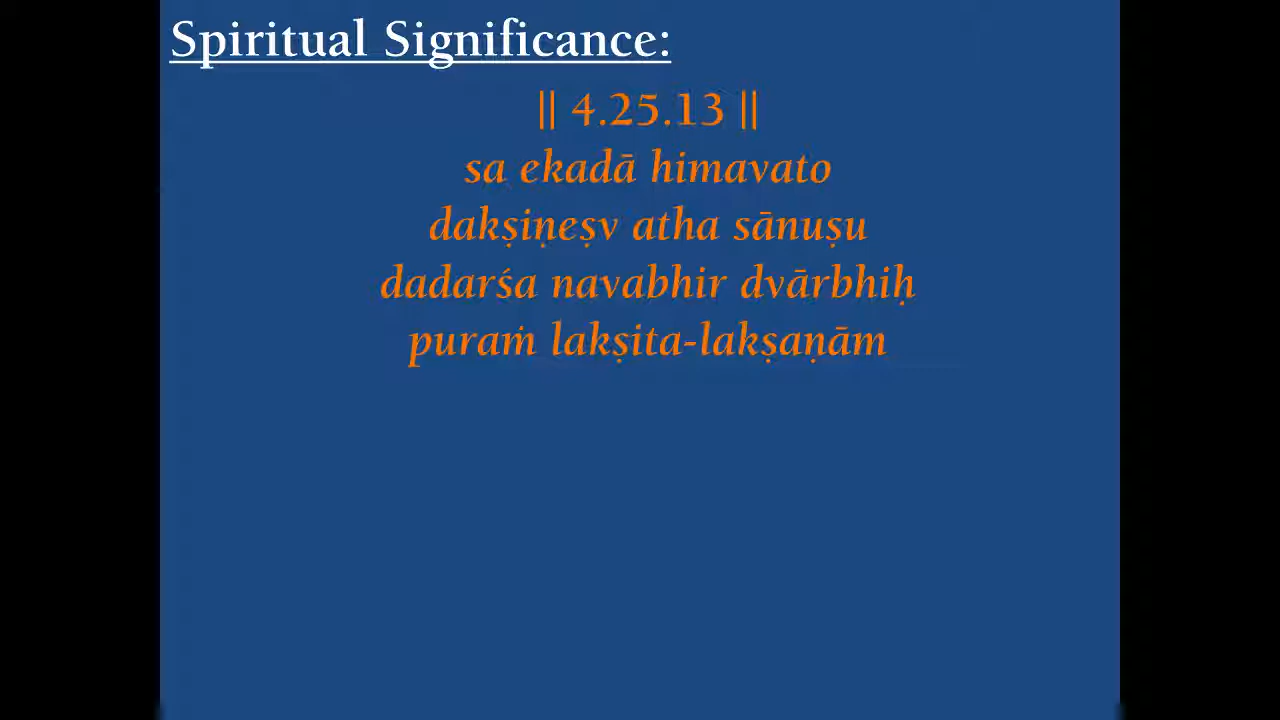 Spiritual Significance:
|| 4.25.13 ||
sa ekadā himavato
dakṣiṇeṣv atha sānuṣu
dadarśa navabhir dvārbhiḥ
puraṁ lakṣita-lakṣaṇām